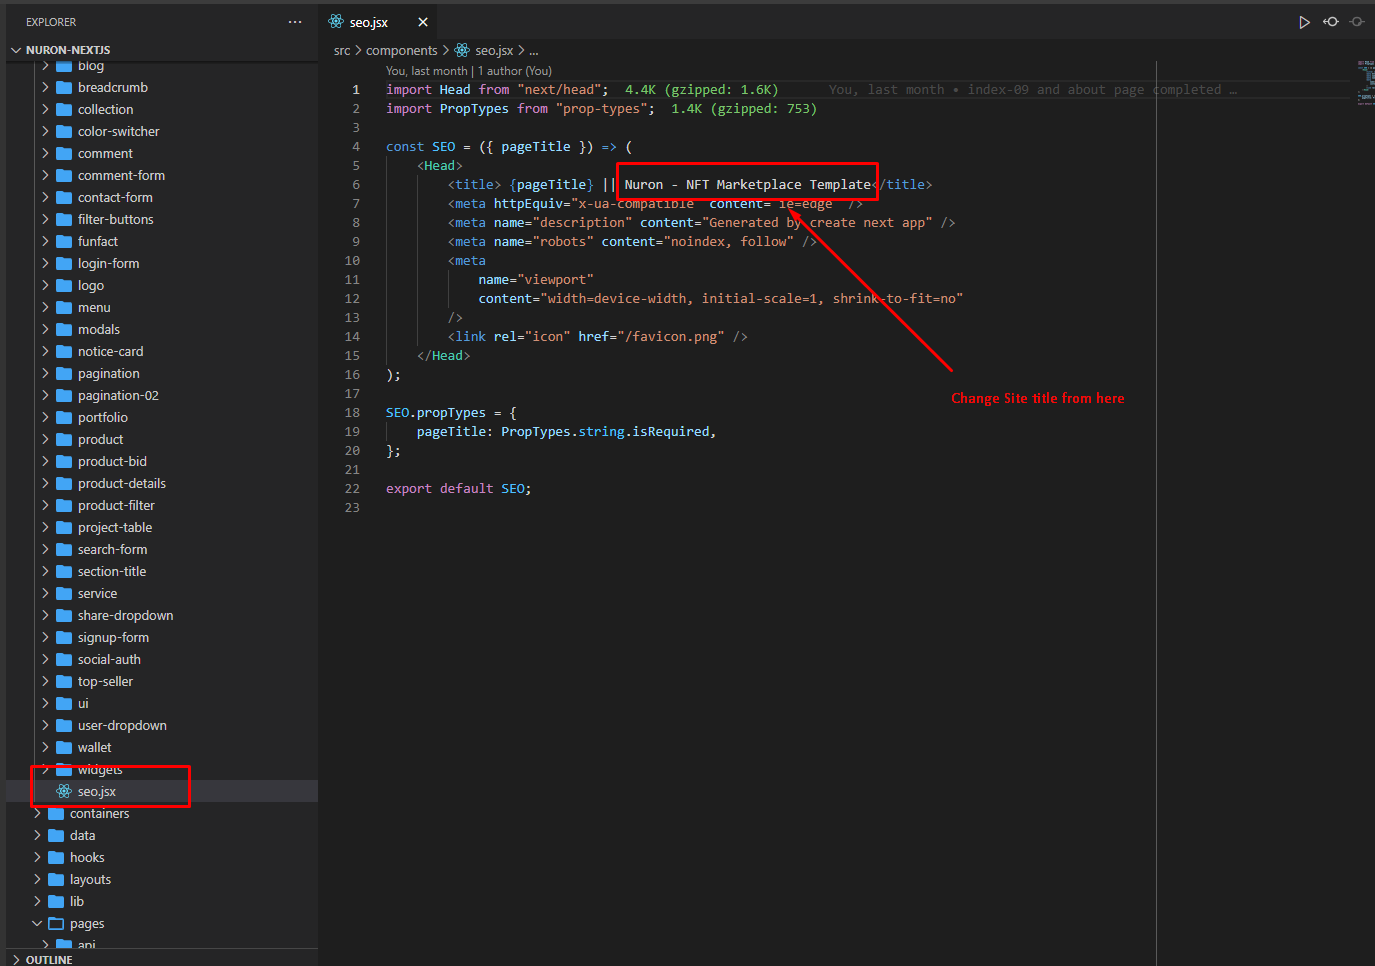 EXPLORER
NURON-NEXTJS
blog
breadcrumb
collection
color-switcher
comment
comment-form
contact-form
filter-buttons
funfact
login-form
logo
menu
modals
notice-card
pagination
pagination-02
portfolio
product
product-bid
product-details
product-filter
project-table
search-form
section-title
service
share-dropdown
signup-form
social-auth
top-seller
ui
user-dropdown
wallet
widgets
seo.jsx
containers
data
hooks
layouts
lib
pages
api
OUTLINE
seo.jsx
src > components > seo.jsx > ...
You, last month | 1 author (You)
1 import Head from "next/head"; 4.4K (gzipped: 1.6K) You, last month • index-09 and about page completed …
2 import PropTypes from "prop-types"; 1.4K (gzipped: 753)
3
4 const SEO = ({ pageTitle }) => (
5 <Head>
6 <title> {pageTitle} || Nuron - NFT Marketplace Template</title>
7 <meta httpEquiv="x-ua-compatible" content="ie=edge" />
8 <meta name="description" content="Generated by create next app" />
9 <meta name="robots" content="noindex, follow" />
10 <meta
11 name="viewport"
12 content="width=device-width, initial-scale=1, shrink-to-fit=no"
13 />
14 <link rel="icon" href="/favicon.png" />
15 </Head>
16 );
17
18 SEO.propTypes = {
19 pageTitle: PropTypes.string.isRequired,
20 };
21
22 export default SEO;
23
Change Site title from here